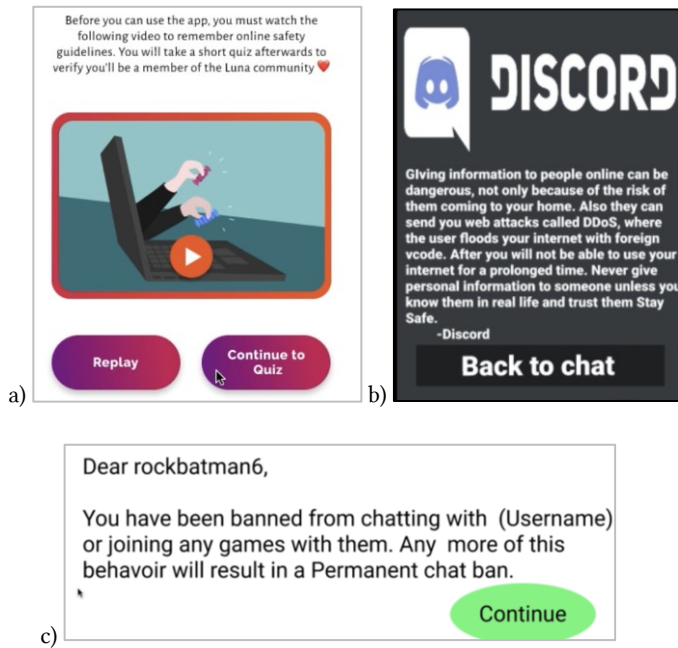 Before you can use the app, you must watch the
following video to remember online safety
guidelines. You will take a short quiz afterwards to
verify you'll be a member of the Luna community ❤️
Replay
Continue to
Quiz
a)
DISCORD
GIving information to people online can be
dangerous, not only because of the risk of
them coming to your home. Also they can
send you web attacks called DDoS, where
the user floods your internet with foreign
vcode. After you will not be able to use your
internet for a prolonged time. Never give
personal information to someone unless you
know them in real life and trust them Stay
Safe.
-Discord
Back to chat
b)
Dear rockbatman6,
You have been banned from chatting with (Username)
or joining any games with them. Any more of this
behavoir will result in a Permanent chat ban.
Continue
c)